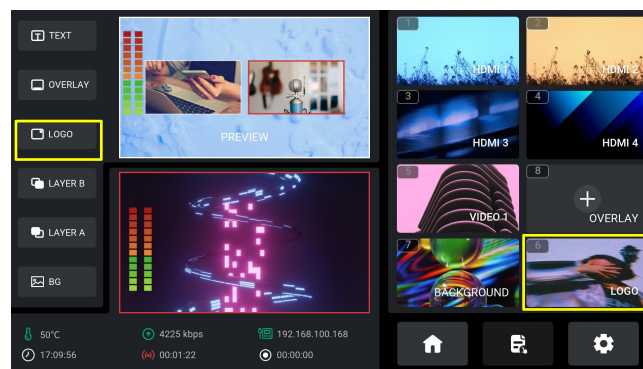 TEXT
OVERLAY
LOGO
LAYER B
LAYER A
BG
PREVIEW
1
HDMI 1
2
HDMI 2
3
HDMI 3
4
HDMI 4
5
VIDEO 1
8
OVERLAY
7
BACKGROUND
6
LOGO
50°C
4225 kbps
192.168.100.168
17:09:56
00:01:22
00:00:00